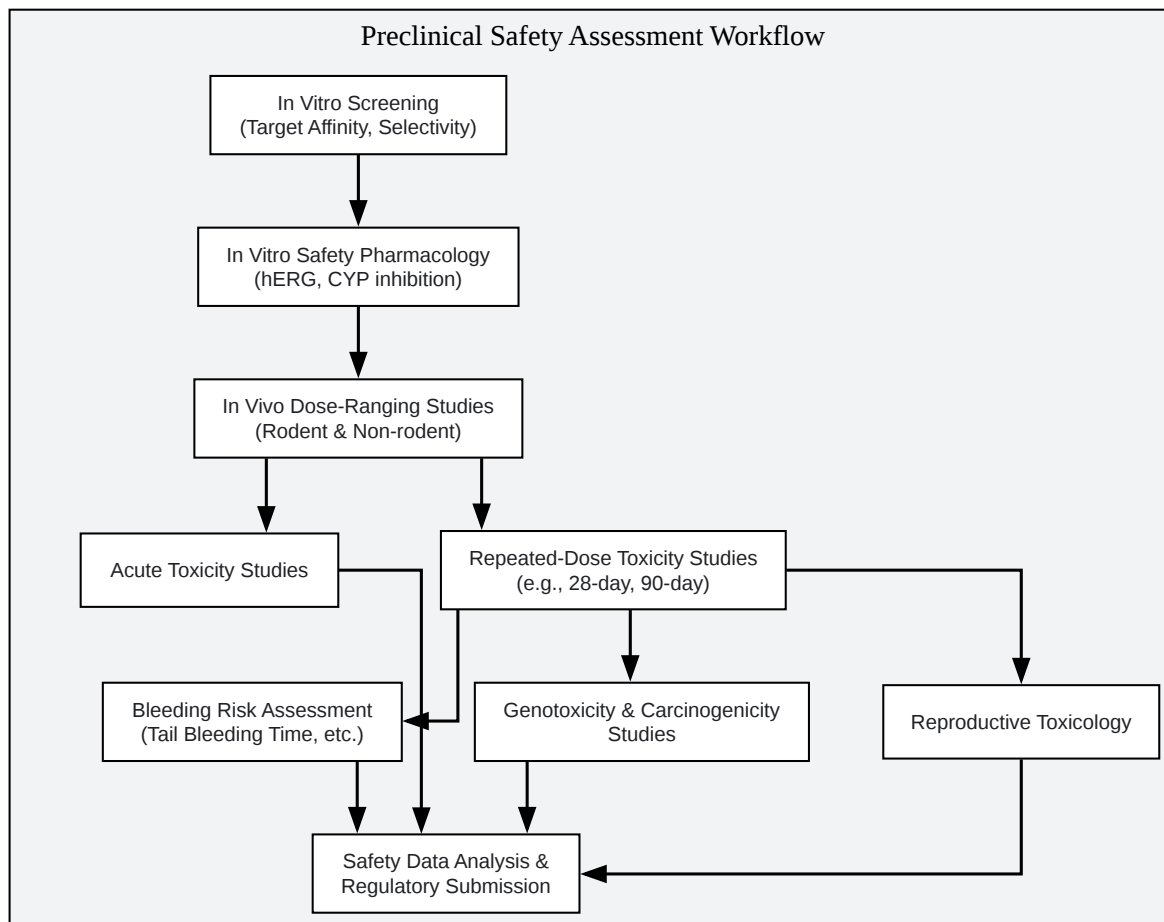 Preclinical Safety Assessment Workflow
In Vitro Screening
(Target Affinity, Selectivity)
In Vitro Safety Pharmacology
(hERG, CYP inhibition)
In Vivo Dose-Ranging Studies
(Rodent & Non-rodent)
Acute Toxicity Studies
Repeated-Dose Toxicity Studies
(e.g., 28-day, 90-day)
Bleeding Risk Assessment
(Tail Bleeding Time, etc.)
Genotoxicity & Carcinogenicity
Studies
Reproductive Toxicology
Safety Data Analysis &
Regulatory Submission